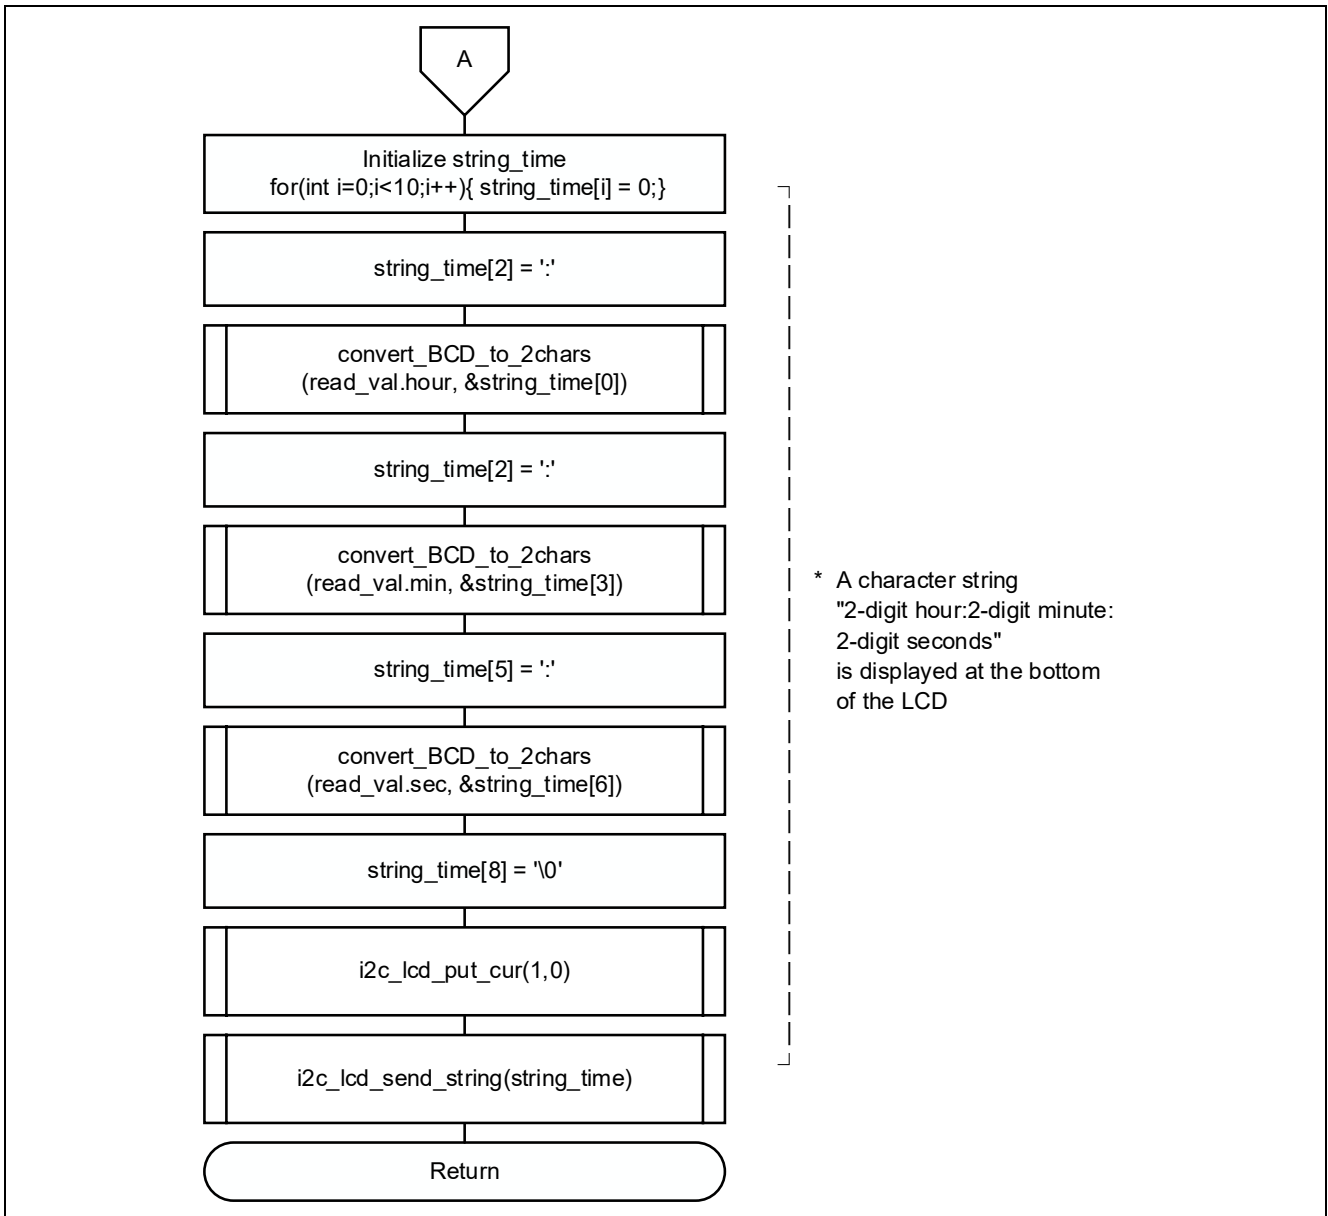 A
Initialize string_time
for(int i=0;i<10;i++){ string_time[i] = 0;}
string_time[2] = ':'
convert_BCD_to_2chars
(read_val.hour, &string_time[0])
string_time[2] = ':'
convert_BCD_to_2chars
(read_val.min, &string_time[3])
string_time[5] = ':'
convert_BCD_to_2chars
(read_val.sec, &string_time[6])
string_time[8] = '\0'
i2c_lcd_put_cur(1,0)
i2c_lcd_send_string(string_time)
Return
* A character string
"2-digit hour:2-digit minute:
2-digit seconds"
is displayed at the bottom
of the LCD